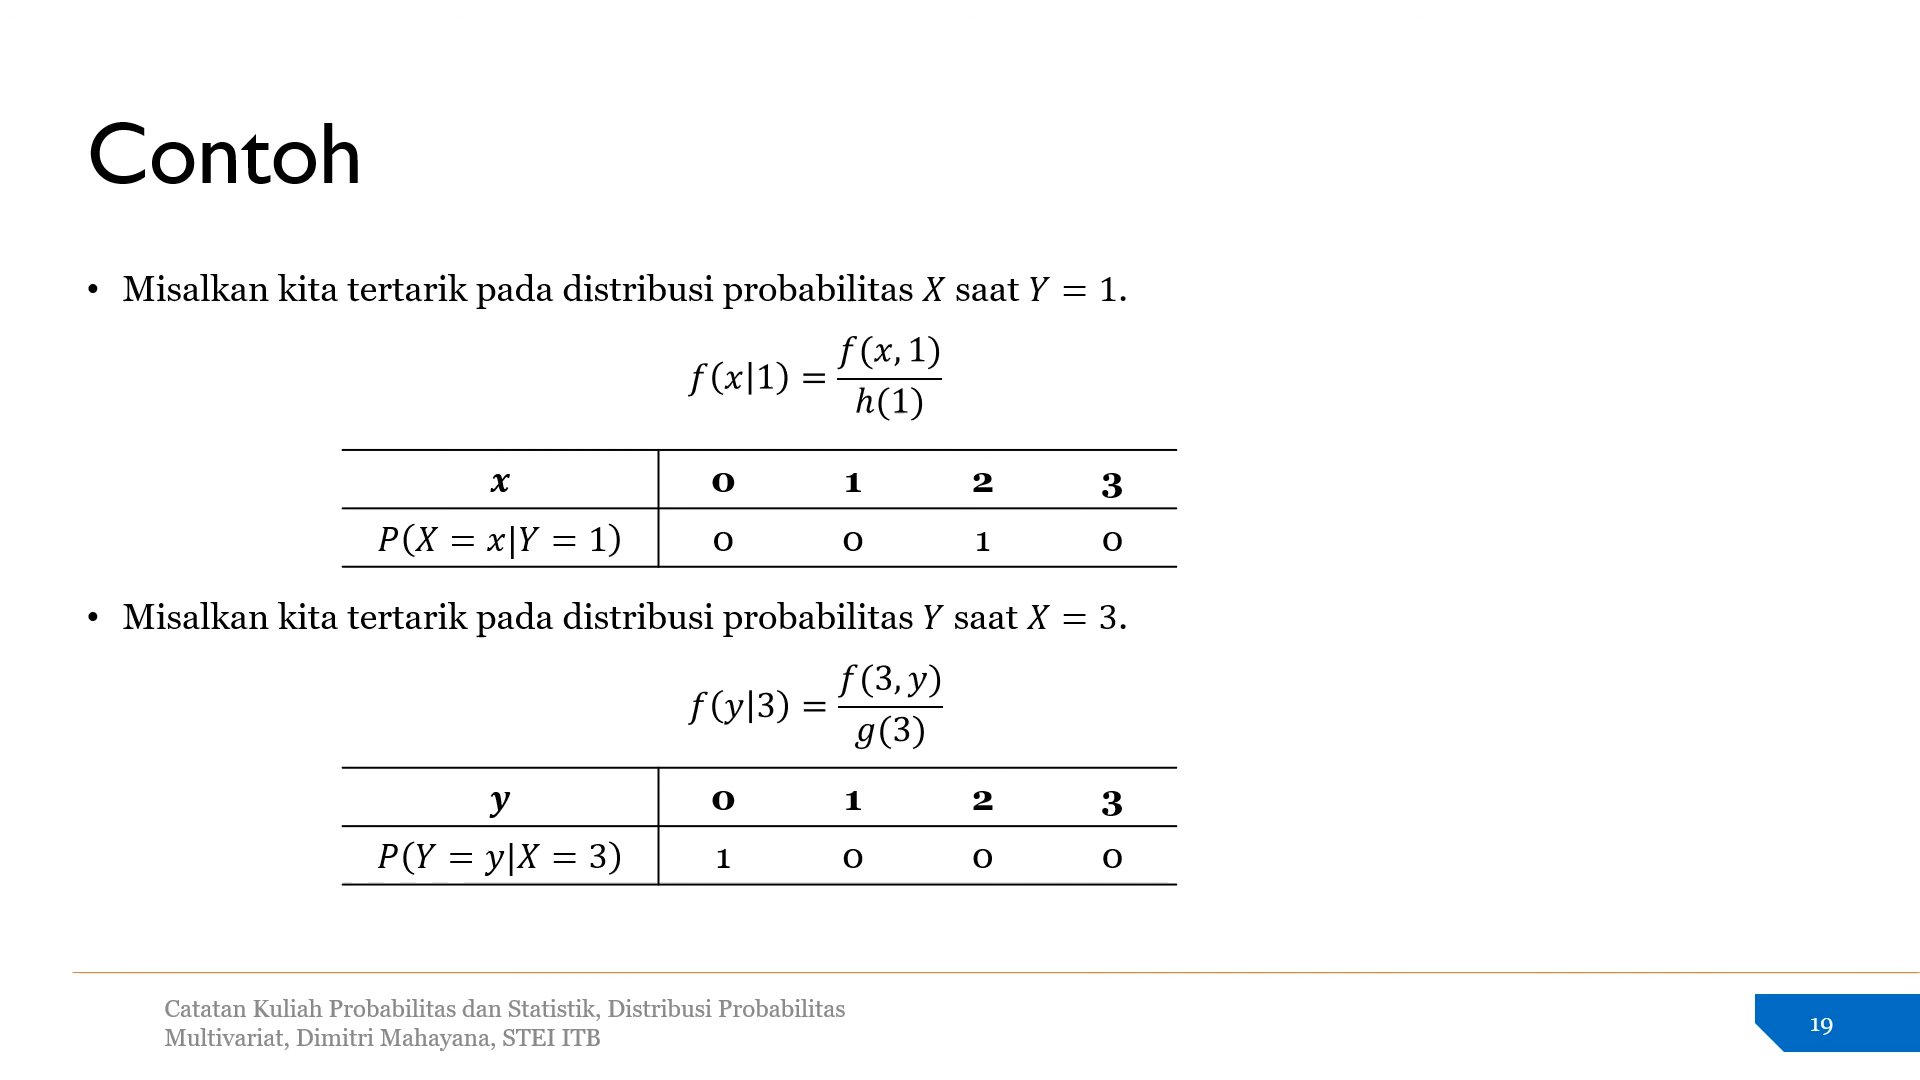 Contoh
• Misalkan kita tertarik pada distribusi probabilitas X saat Y = 1.
f(x|1) = f(x, 1) / h(1)
x 0 1 2 3
P(X = x|Y = 1) 0 0 1 0
• Misalkan kita tertarik pada distribusi probabilitas Y saat X = 3.
f(y|3) = f(3, y) / g(3)
y 0 1 2 3
P(Y = y|X = 3) 1 0 0 0
Catatan Kuliah Probabilitas dan Statistik, Distribusi Probabilitas
Multivariat, Dimitri Mahayana, STEI ITB
19